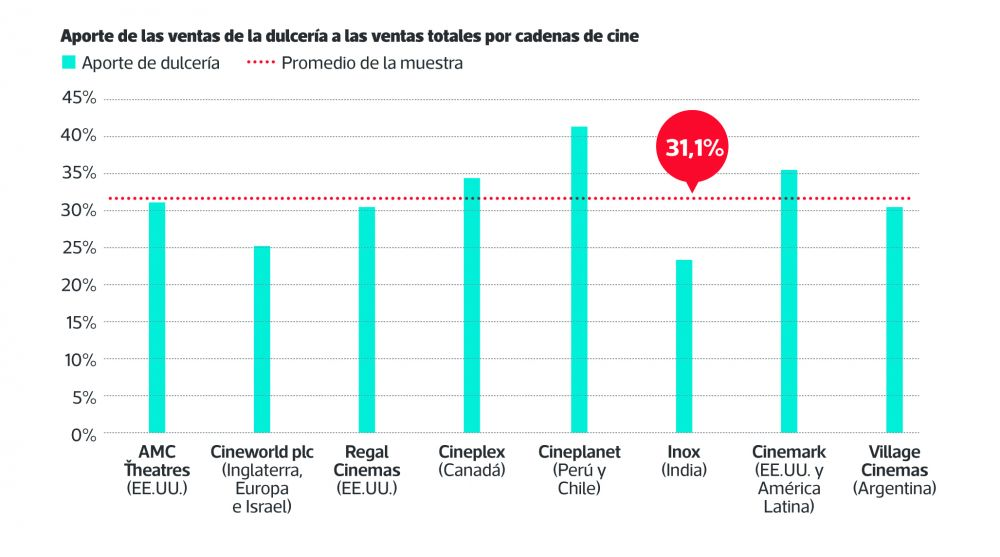 Aporte de las ventas de la dulcería a las ventas totales por cadenas de cine
Aporte de dulcería
Promedio de la muestra
45%
40%
35%
30%
25%
20%
15%
10%
5%
0%
31,1%
AMC
Ťheatres
(EE.UU.)
Cineworld plc
(Inglaterra,
Europa
e Israel)
Regal
Cinemas
(EE.UU.)
Cineplex
(Canadá)
Cineplanet
(Perú y
Chile)
Inox
(India)
Cinemark
(EE.UU. y
América
Latina)
Village
Cinemas
(Argentina)